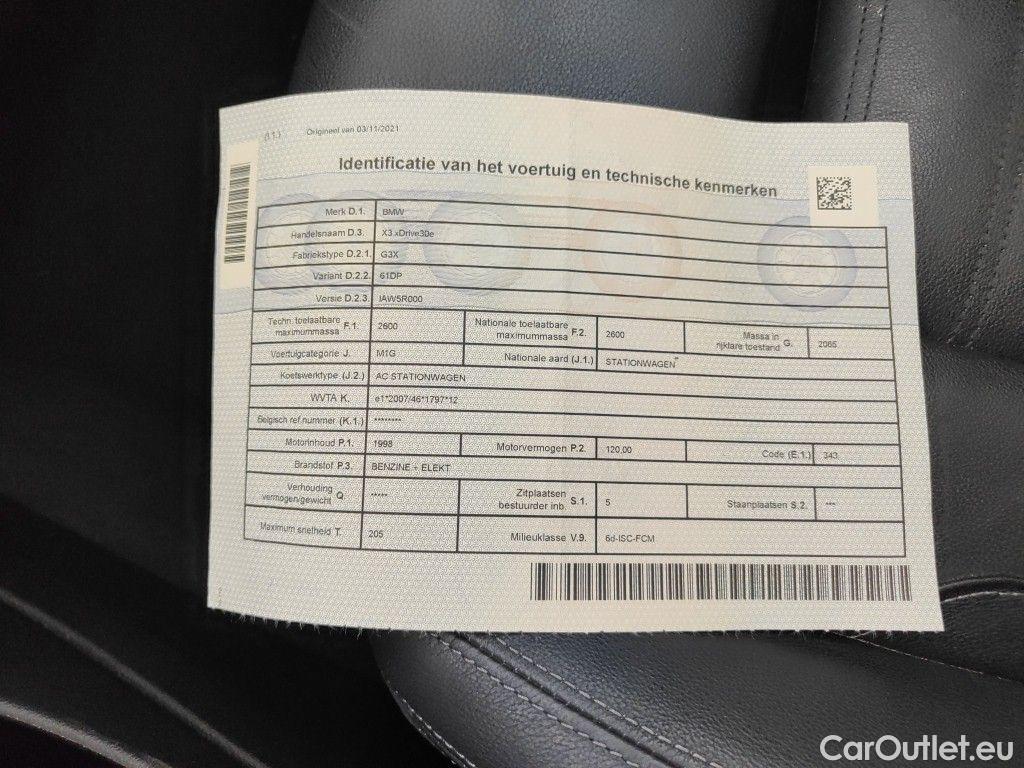 (I.1.) Origineel van 03/11/2021
Identificatie van het voertuig en technische kenmerken
Merk D.1. BMW
Handelsnaam D.3. X3 xDrive30e
Fabriekstype D.2.1. G3X
Variant D.2.2. 61DP
Versie D.2.3. IAW5R000
Techn. toelaatbare maximummassa F.1. 2600 Nationale toelaatbare maximummassa F.2. 2600 Massa in rijklare toestand G. 2065
Voertuigcategorie J. M1G Nationale aard (J.1.) STATIONWAGEN
Koetswerktype (J.2.) AC STATIONWAGEN
WVTA K. e1*2007/46*1797*12
Belgisch ref.nummer (K.1.) ********
Motorinhoud P.1. 1998 Motorvermogen P.2. 120,00 Code (E.1.) 343
Brandstof P.3. BENZINE + ELEKT
Verhouding vermogen/gewicht Q. ***** Zitplaatsen bestuurder inb. S.1. 5 Staanplaatsen S.2. ***
Maximum snelheid T. 205 Milieuklasse V.9. 6d-ISC-FCM
CarOutlet.eu